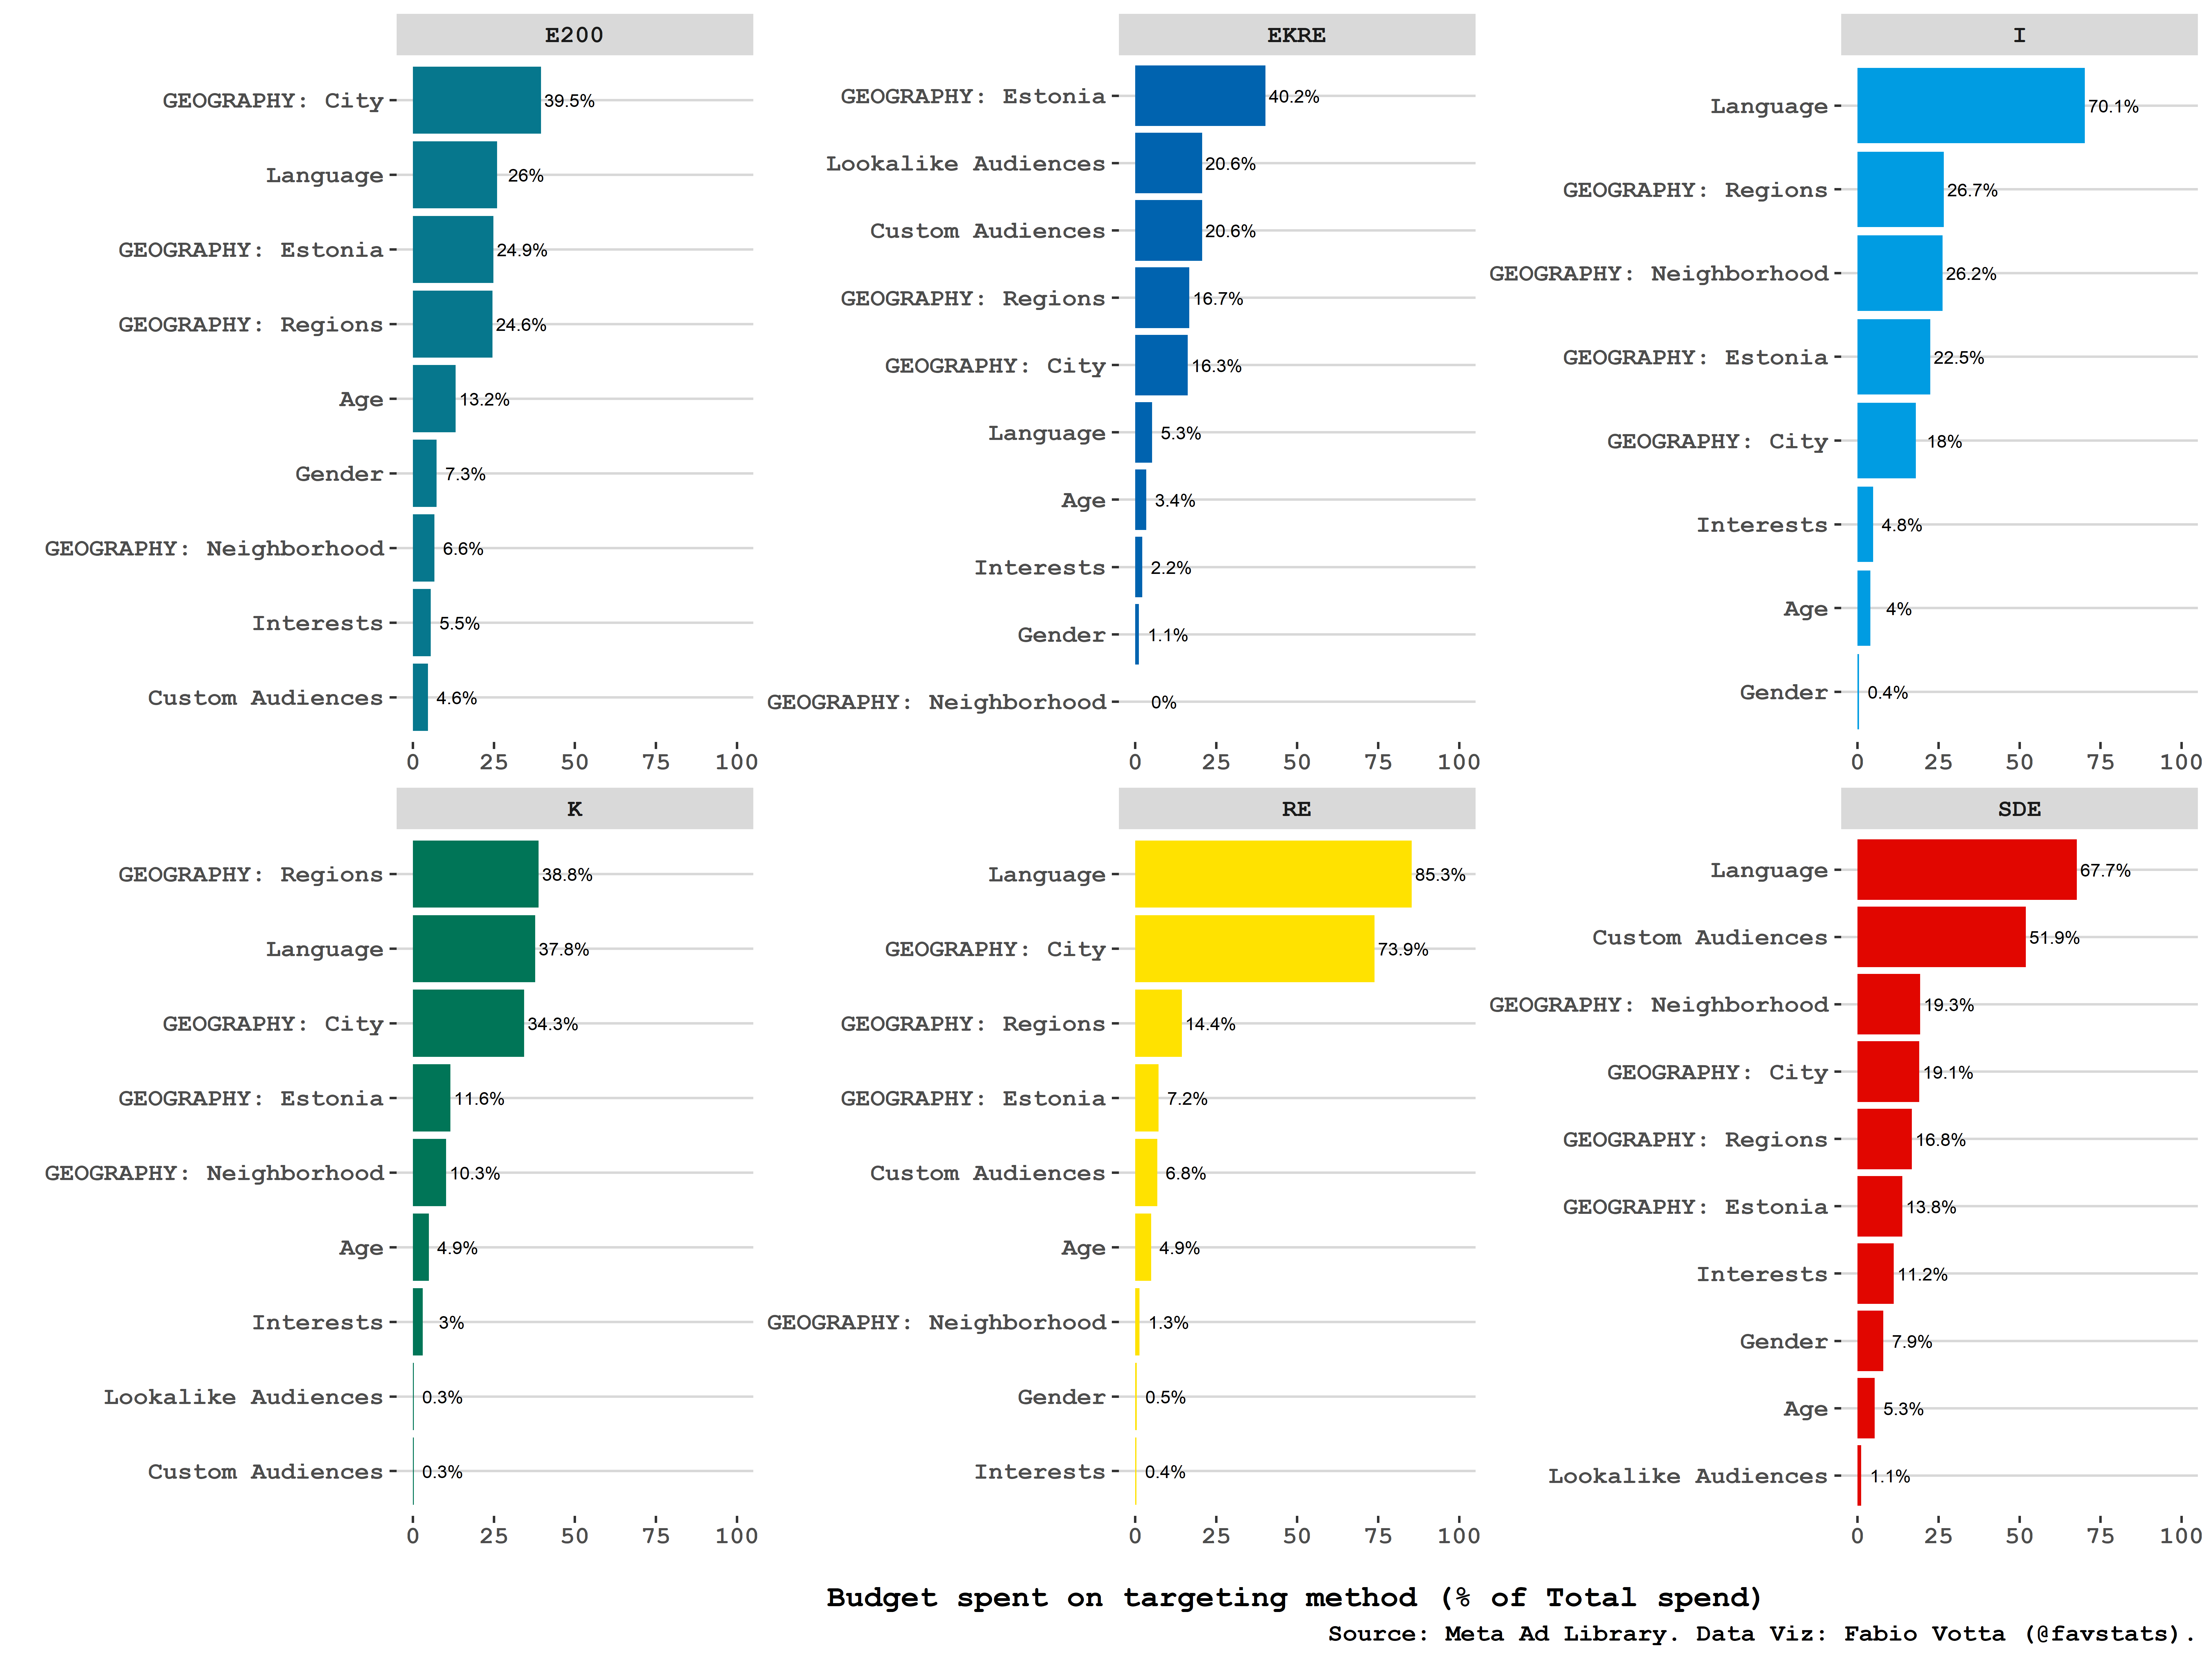 E200
GEOGRAPHY: City 39.5%
Language 26%
GEOGRAPHY: Estonia 24.9%
GEOGRAPHY: Regions 24.6%
Age 13.2%
Gender 7.3%
GEOGRAPHY: Neighborhood 6.6%
Interests 5.5%
Custom Audiences 4.6%
0 25 50 75 100
EKRE
GEOGRAPHY: Estonia 40.2%
Lookalike Audiences 20.6%
Custom Audiences 20.6%
GEOGRAPHY: Regions 16.7%
GEOGRAPHY: City 16.3%
Language 5.3%
Age 3.4%
Interests 2.2%
Gender 1.1%
GEOGRAPHY: Neighborhood 0%
0 25 50 75 100
I
Language 70.1%
GEOGRAPHY: Regions 26.7%
GEOGRAPHY: Neighborhood 26.2%
GEOGRAPHY: Estonia 22.5%
GEOGRAPHY: City 18%
Interests 4.8%
Age 4%
Gender 0.4%
0 25 50 75 100
K
GEOGRAPHY: Regions 38.8%
Language 37.8%
GEOGRAPHY: City 34.3%
GEOGRAPHY: Estonia 11.6%
GEOGRAPHY: Neighborhood 10.3%
Age 4.9%
Interests 3%
Lookalike Audiences 0.3%
Custom Audiences 0.3%
0 25 50 75 100
RE
Language 85.3%
GEOGRAPHY: City 73.9%
GEOGRAPHY: Regions 14.4%
GEOGRAPHY: Estonia 7.2%
Custom Audiences 6.8%
Age 4.9%
GEOGRAPHY: Neighborhood 1.3%
Gender 0.5%
Interests 0.4%
0 25 50 75 100
SDE
Language 67.7%
Custom Audiences 51.9%
GEOGRAPHY: Neighborhood 19.3%
GEOGRAPHY: City 19.1%
GEOGRAPHY: Regions 16.8%
GEOGRAPHY: Estonia 13.8%
Interests 11.2%
Gender 7.9%
Age 5.3%
Lookalike Audiences 1.1%
0 25 50 75 100
Budget spent on targeting method (% of Total spend)
Source: Meta Ad Library. Data Viz: Fabio Votta (@favstats).